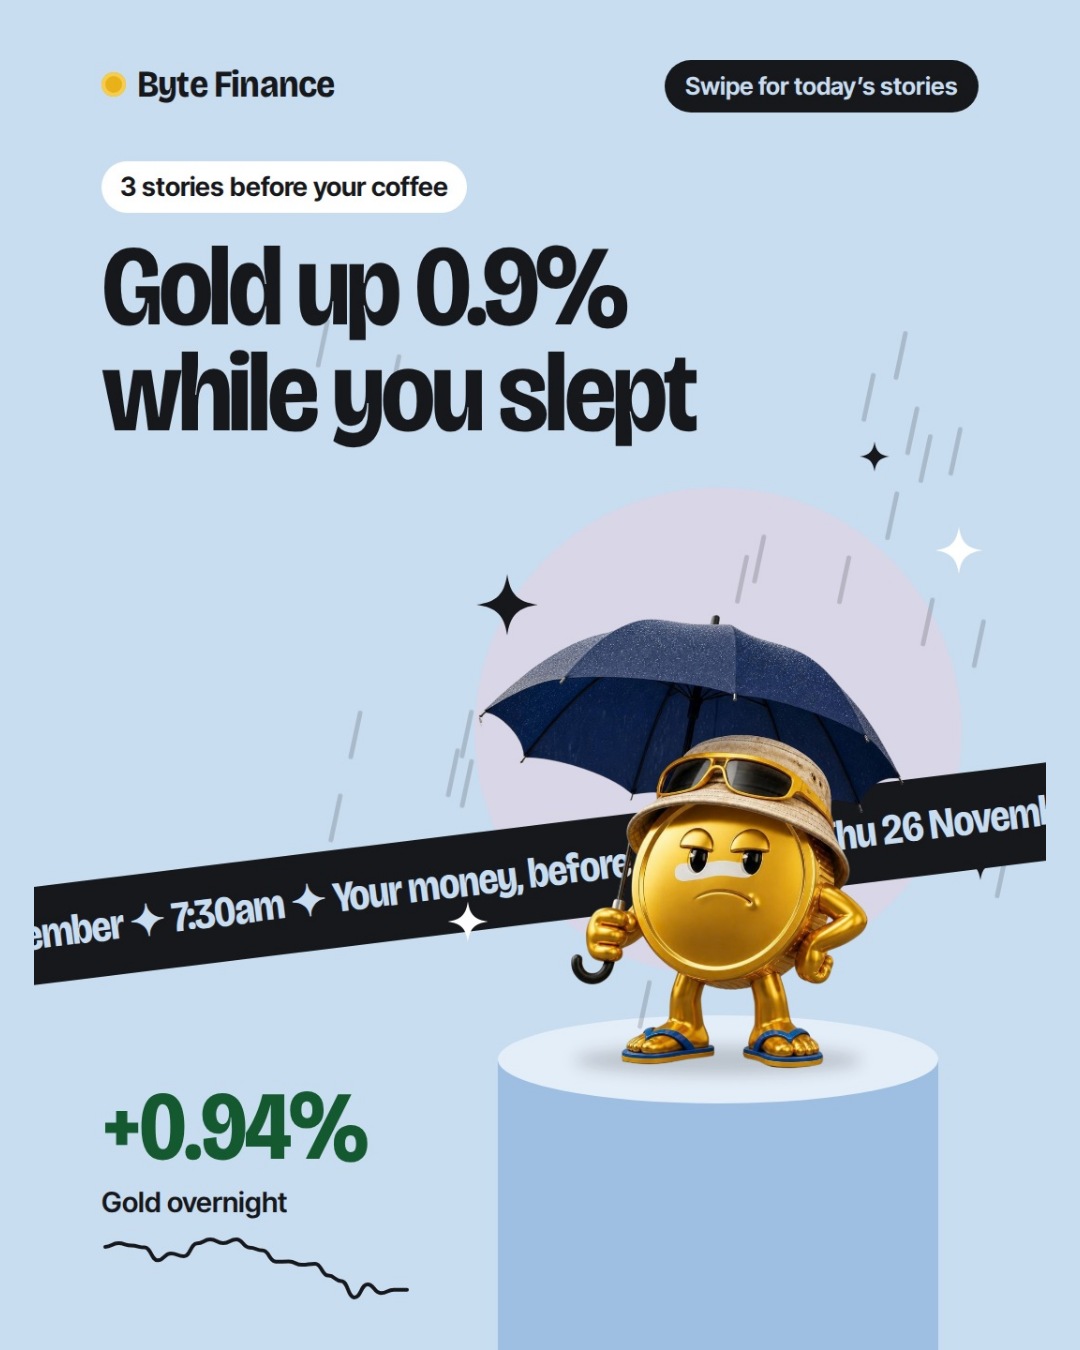 Byte Finance
Swipe for today’s stories
3 stories before your coffee
Gold up 0.9%
while you slept
ember ✦ 7:30am ✦ Your money, before
hu 26 Novem
+0.94%
Gold overnight